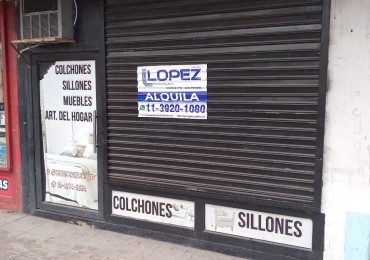 COLCHONES
SILLONES
MUEBLES
ART. DEL HOGAR
LOPEZ
ALQUILA
11-3920-1080
COLCHONES
SILLONES